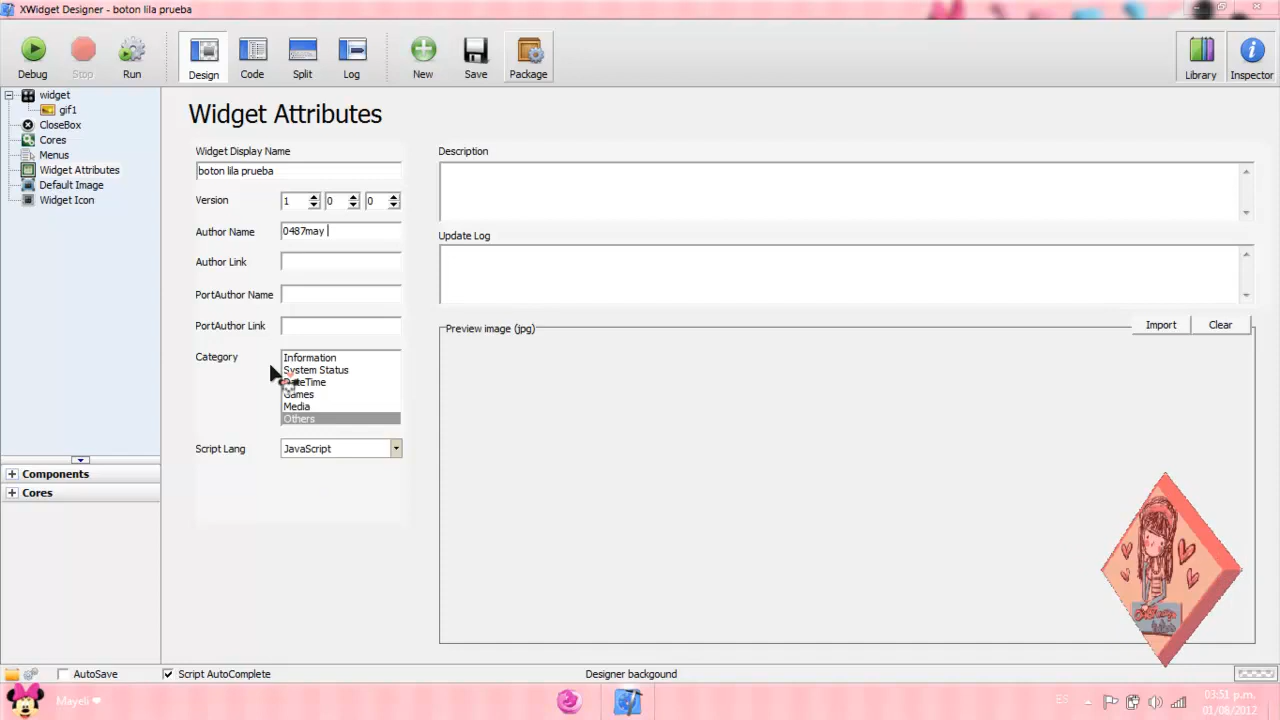 XWidget Designer - boton lila prueba
Debug
Stop
Run
Design
Code
Split
Log
New
Save
Package
Library
Inspector
widget
gif1
CloseBox
Cores
Menus
Widget Attributes
Default Image
Widget Icon
Components
Cores
Widget Attributes
Widget Display Name
boton lila prueba
Version 1 0 0
Author Name 0487may
Author Link
PortAuthor Name
PortAuthor Link
Category
Information
System Status
DateTime
Games
Media
Others
Script Lang JavaScript
Description
Update Log
Preview image (jpg)
Import
Clear
AutoSave
Script AutoComplete
Designer backgound
Mayeli
ES
03:51 p.m.
01/08/2012